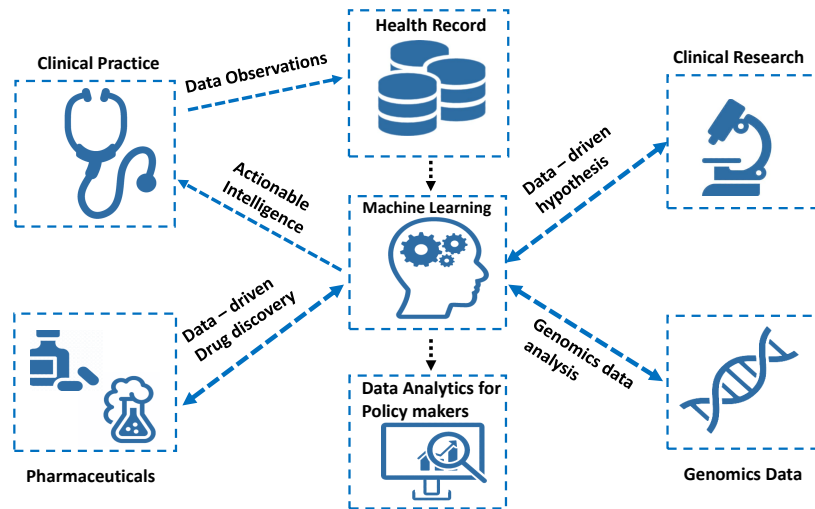 Health Record
Clinical Practice
Clinical Research
Data Observations
Data – driven
hypothesis
Actionable
Intelligence
Machine Learning
Data – driven
Drug discovery
Genomics data
analysis
Data Analytics for
Policy makers
Pharmaceuticals
Genomics Data